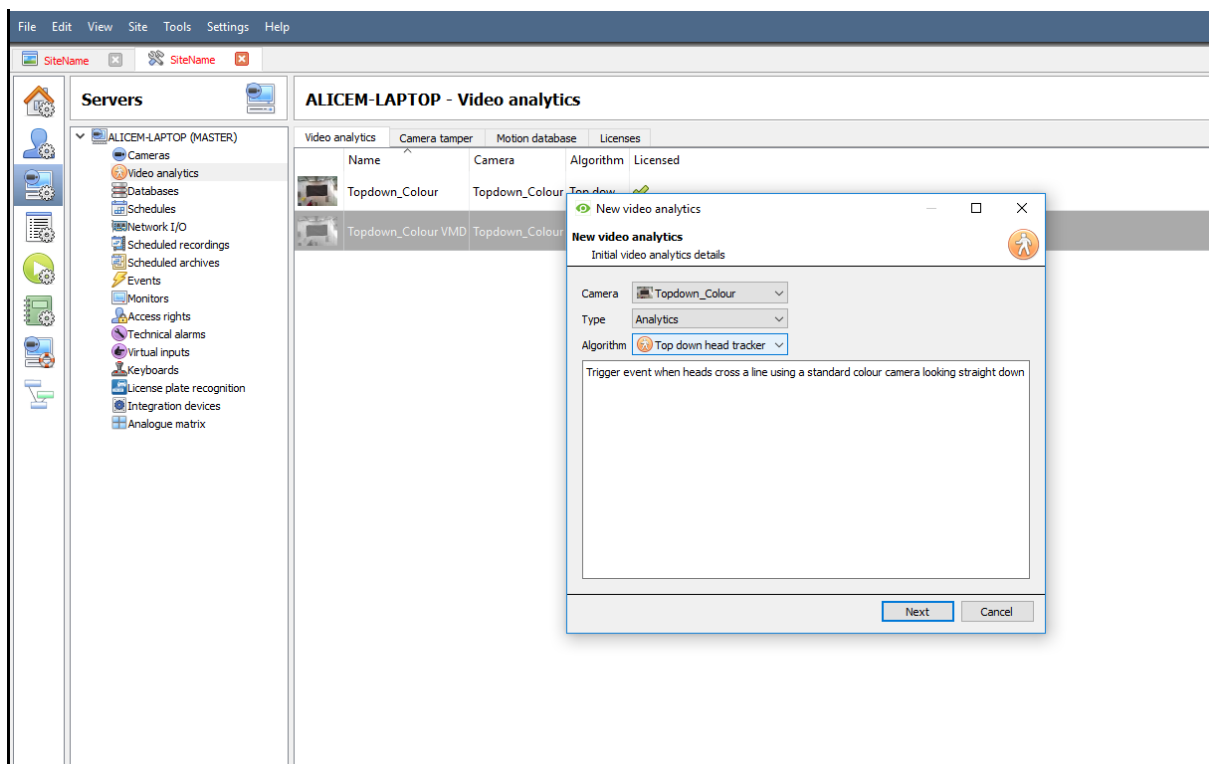 File Edit View Site Tools Settings Help
SiteName SiteName
Servers
ALICEM-LAPTOP (MASTER)
Cameras
Video analytics
Databases
Schedules
Network I/O
Scheduled recordings
Scheduled archives
Events
Monitors
Access rights
Technical alarms
Virtual inputs
Keyboards
License plate recognition
Integration devices
Analogue matrix
ALICEM-LAPTOP - Video analytics
Video analytics Camera tamper Motion database Licenses
Name Camera Algorithm Licensed
Topdown_Colour Topdown_Colour Top dow
Topdown_Colour VMD Topdown_Colour
New video analytics
New video analytics
Initial video analytics details
Camera Topdown_Colour
Type Analytics
Algorithm Top down head tracker
Trigger event when heads cross a line using a standard colour camera looking straight down
Next Cancel